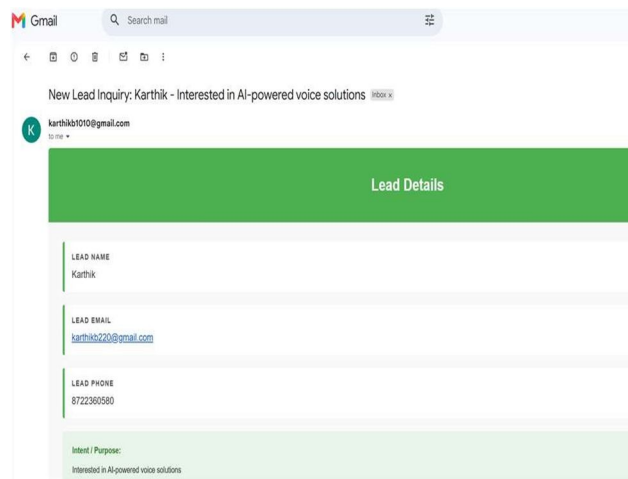 Gmail
Search mail
New Lead Inquiry: Karthik - Interested in AI-powered voice solutions Inbox x
K
karthikb1010@gmail.com
to me
Lead Details
LEAD NAME
Karthik
LEAD EMAIL
karthikb220@gmail.com
LEAD PHONE
8722360580
Intent / Purpose:
Interested in AI-powered voice solutions